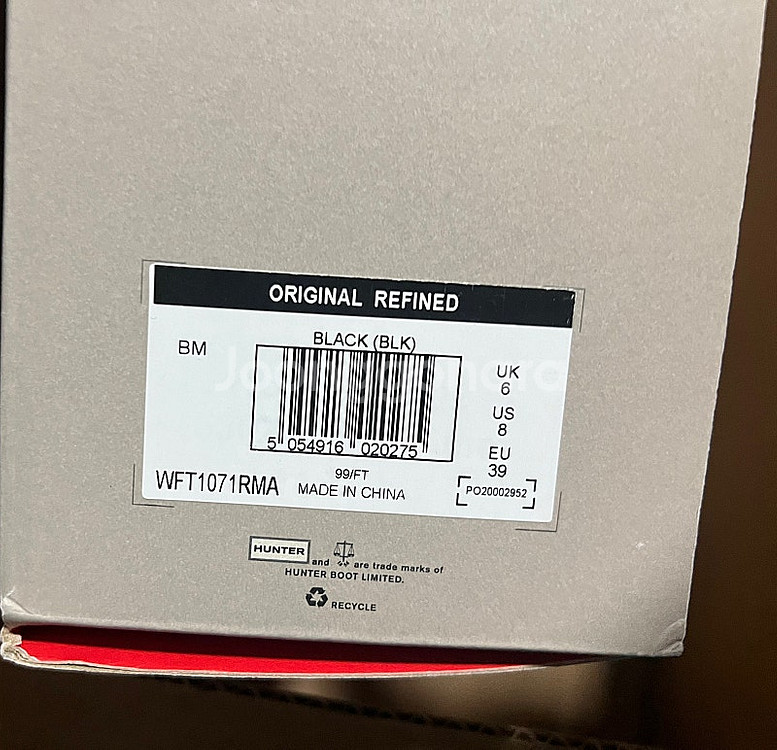 ORIGINAL REFINED
BM
BLACK (BLK)
UK
6
US
8
EU
39
5 054916 020275
99/FT
WFT1071RMA
MADE IN CHINA
PO20002952
HUNTER and are trade marks of
HUNTER BOOT LIMITED.
RECYCLE